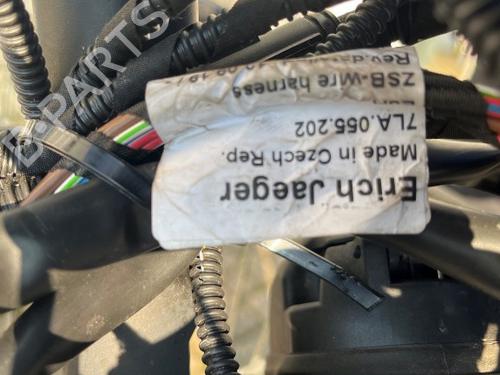 Erich Jaeger
Made in Czech Rep.
7LA.055.202
ZSB-Wire harness
B-PARTS